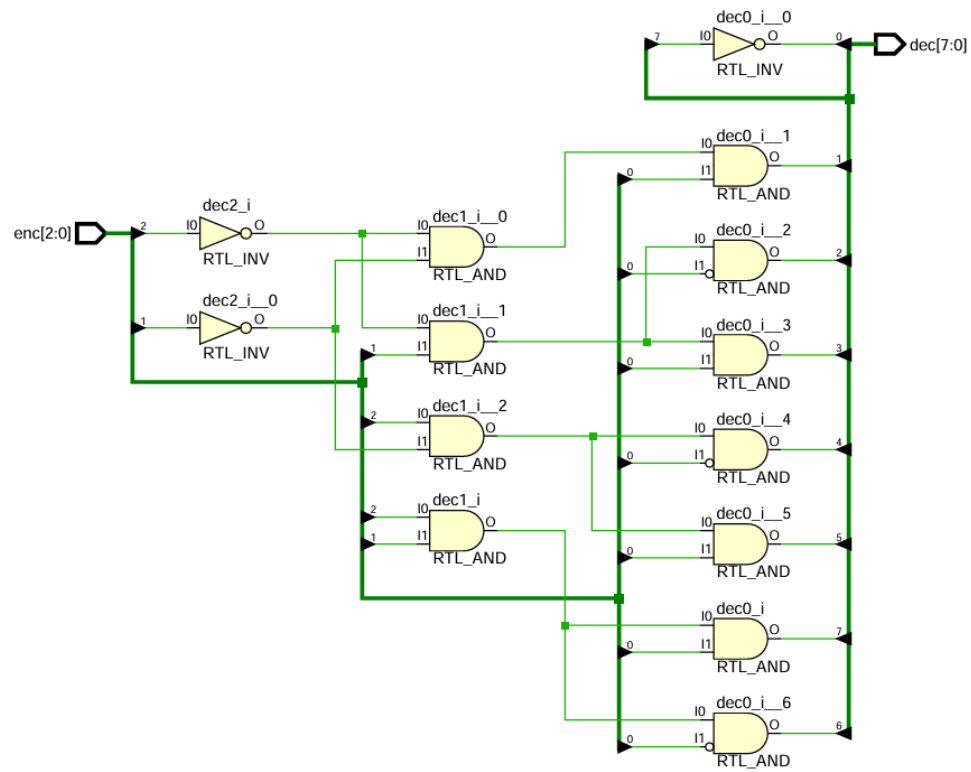 dec0_i__0
7 I0 O 0 dec[7:0]
RTL_INV
dec0_i__1
I0 O 1
0 I1
RTL_AND
enc[2:0]
dec2_i
2 I0 O
RTL_INV
dec2_i__0
1 I0 O
RTL_INV
dec1_i__0
I0 O
I1
RTL_AND
dec1_i__1
I0 O
1 I1
RTL_AND
dec1_i__2
2 I0 O
I1
RTL_AND
dec1_i
2 I0 O
1 I1
RTL_AND
dec0_i__2
I0 O 2
0 I1
RTL_AND
dec0_i__3
I0 O 3
0 I1
RTL_AND
dec0_i__4
I0 O 4
0 I1
RTL_AND
dec0_i__5
I0 O 5
0 I1
RTL_AND
dec0_i
I0 O 7
0 I1
RTL_AND
dec0_i__6
I0 O 6
0 I1
RTL_AND